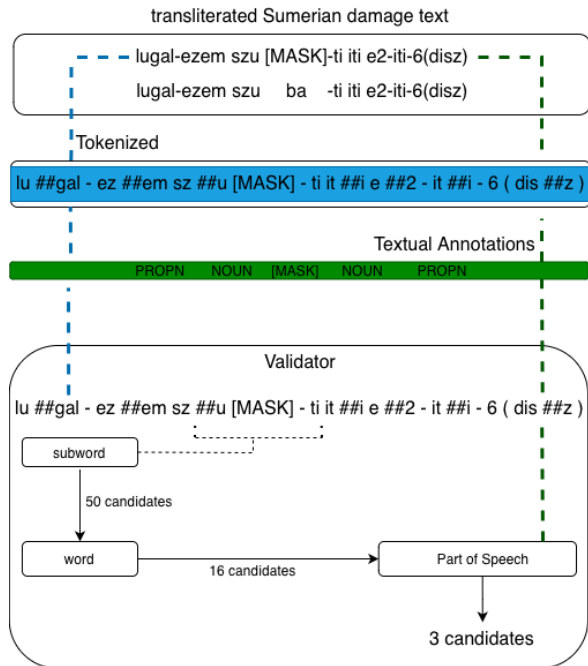 transliterated Sumerian damage text
lugal-ezem szu [MASK]-ti iti e2-iti-6(disz)
lugal-ezem szu ba -ti iti e2-iti-6(disz)
Tokenized
lu ##gal - ez ##em sz ##u [MASK] - ti it ##i e ##2 - it ##i - 6 ( dis ##z )
Textual Annotations
PROPN NOUN [MASK] NOUN PROPN
Validator
lu ##gal - ez ##em sz ##u [MASK] - ti it ##i e ##2 - it ##i - 6 ( dis ##z )
subword
50 candidates
word
16 candidates
Part of Speech
3 candidates